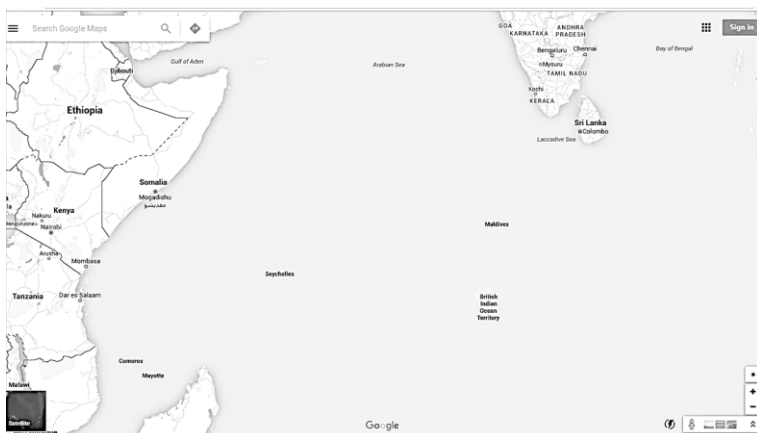 Search Google Maps
Sign in
GOA
KARNATAKA
ANDHRA
PRADESH
Bengaluru
Chennai
Mysuru
TAMIL NADU
Kochi
KERALA
Bay of Bengal
Gulf of Aden
Arabian Sea
Djibouti
Ethiopia
Sri Lanka
Colombo
Laccadive Sea
Somalia
Mogadishu
Kenya
Nakuru
Nairobi
Maldives
Arusha
Mombasa
Seychelles
Tanzania
Dar es Salaam
British
Indian
Ocean
Territory
Comoros
Mayotte
Malawi
Satellite
Google